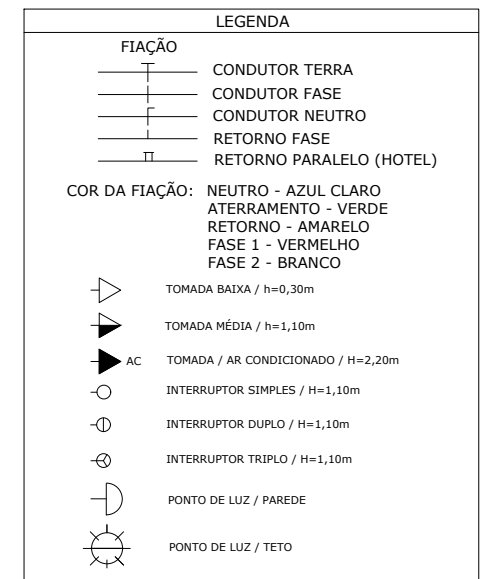 LEGENDA
FIAÇÃO
CONDUTOR TERRA
CONDUTOR FASE
CONDUTOR NEUTRO
RETORNO FASE
RETORNO PARALELO (HOTEL)
COR DA FIAÇÃO: NEUTRO - AZUL CLARO
ATERRAMENTO - VERDE
RETORNO - AMARELO
FASE 1 - VERMELHO
FASE 2 - BRANCO
TOMADA BAIXA / h=0,30m
TOMADA MÉDIA / h=1,10m
AC TOMADA / AR CONDICIONADO / H=2,20m
INTERRUPTOR SIMPLES / H=1,10m
INTERRUPTOR DUPLO / H=1,10m
INTERRUPTOR TRIPLO / H=1,10m
PONTO DE LUZ / PAREDE
PONTO DE LUZ / TETO